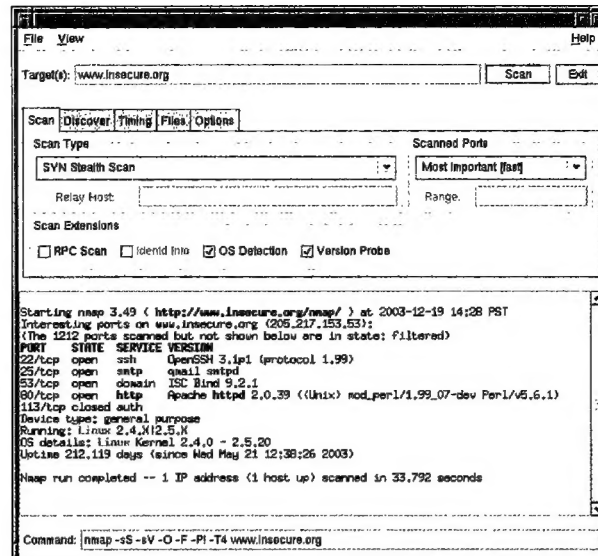 File View Help
Target(s): www.insecure.org Scan Exit
Scan Discover Timing Files Options
Scan Type Scanned Ports
SYN Stealth Scan Most Important [fast]
Relay Host: Range:
Scan Extensions
RPC Scan Identd Info OS Detection Version Probe
Starting nmap 3.49 ( http://www.insecure.org/nmap/ ) at 2003-12-19 14:28 PST
Interesting ports on www.insecure.org (205.217.153.53):
(The 1212 ports scanned but not shown below are in state: filtered)
PORT STATE SERVICE VERSION
22/tcp open ssh OpenSSH 3.1p1 (protocol 1.99)
25/tcp open smtp qmail smtpd
53/tcp open domain ISC Bind 9.2.1
80/tcp open http Apache httpd 2.0.39 ((Unix) mod_perl/1.99_07-dev Perl/v5.6.1)
113/tcp closed auth
Device type: general purpose
Running: Linux 2.4.X|2.5.X
OS details: Linux Kernel 2.4.0 - 2.5.20
Uptime 212.119 days (since Wed May 21 12:38:26 2003)
Nmap run completed -- 1 IP address (1 host up) scanned in 33.792 seconds
Command: nmap -sS -sV -O -F -PI -T4 www.insecure.org